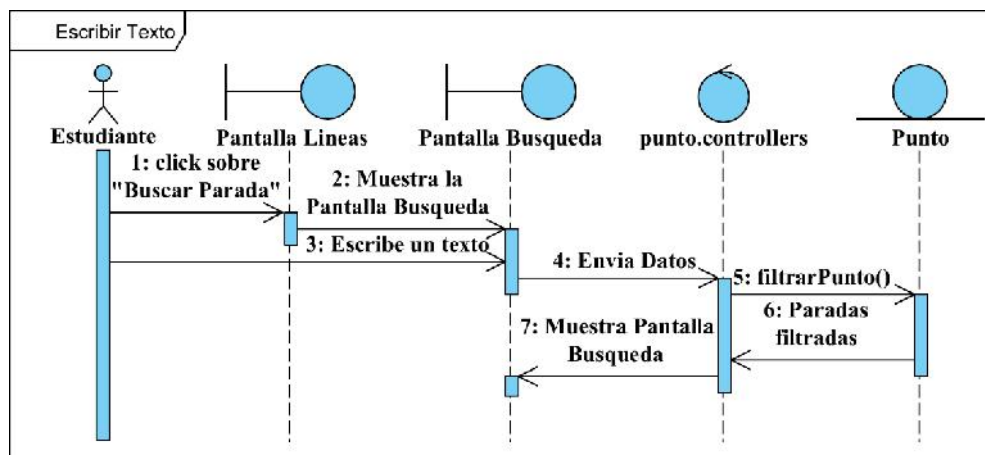 Escribir Texto
Estudiante
Pantalla Lineas
Pantalla Busqueda
punto.controllers
Punto
1: click sobre
"Buscar Parada"
2: Muestra la
Pantalla Busqueda
3: Escribe un texto
4: Envia Datos
5: filtrarPunto()
6: Paradas
filtradas
7: Muestra Pantalla
Busqueda